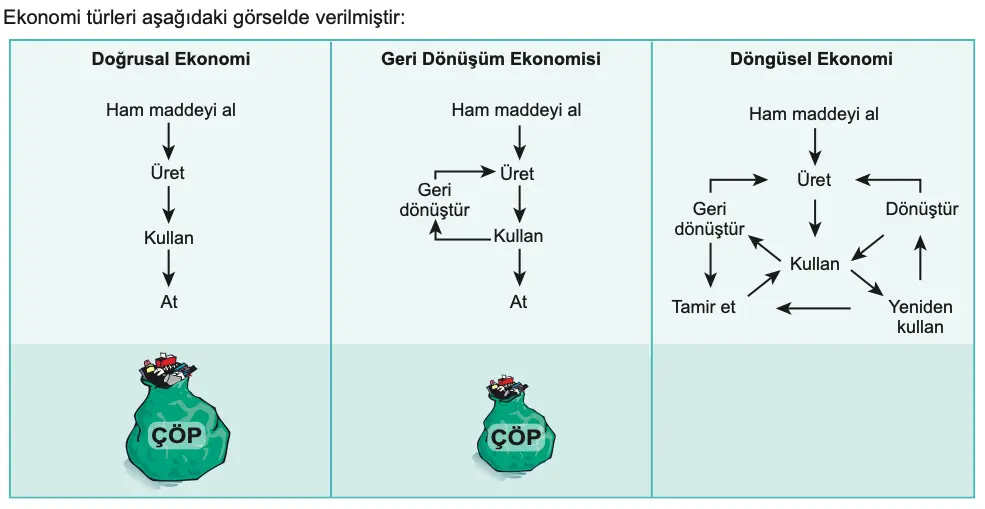 Ekonomi türleri aşağıdaki görselde verilmiştir:
Doğrusal Ekonomi
Ham maddeyi al
Üret
Kullan
At
ÇÖP
Geri Dönüşüm Ekonomisi
Ham maddeyi al
Üret
Geri
dönüştür
Kullan
At
ÇÖP
Döngüsel Ekonomi
Ham maddeyi al
Üret
Geri
dönüştür
Dönüştür
Kullan
Tamir et
Yeniden
kullan